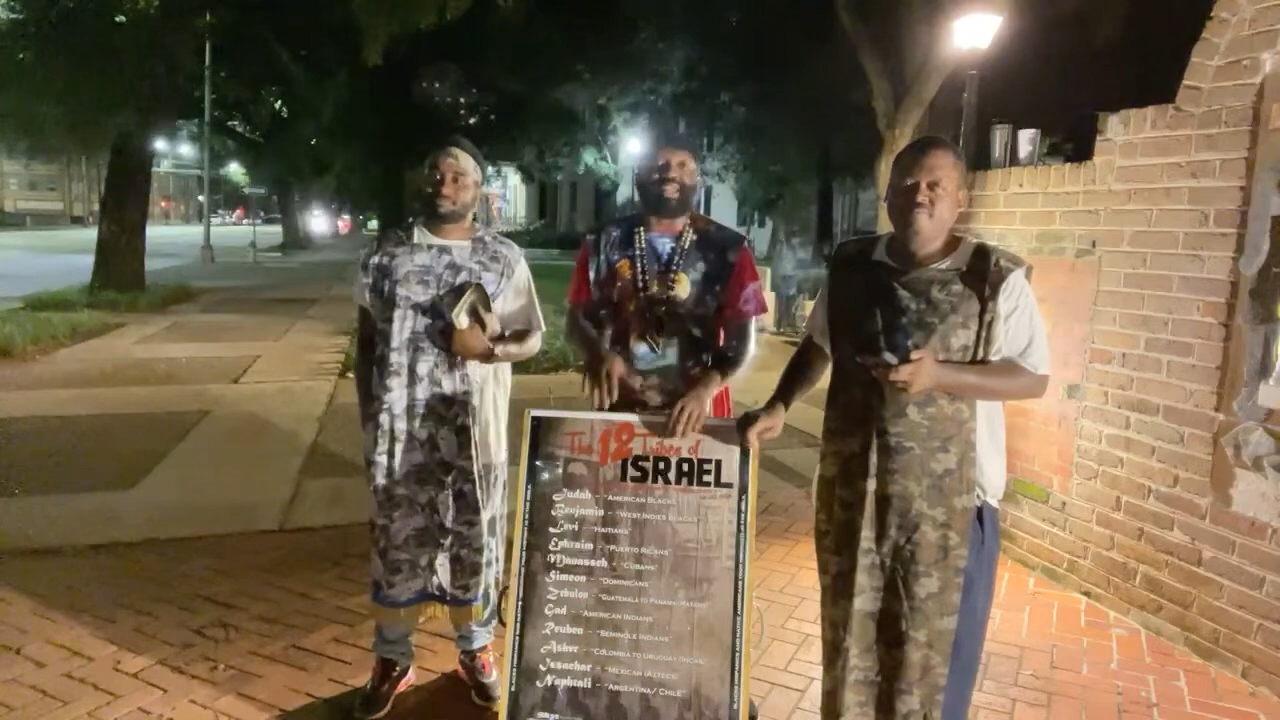 The 12 Tribes of
ISRAEL
Judah - "AMERICAN BLACKS"
Benjamin - "WEST INDIES BLACKS"
Levi - "HAITIANS"
Ephraim - "PUERTO RICANS"
Manasseh - "CUBANS"
Simeon - "DOMINICANS"
Zebulon - "GUATEMALA TO PANAMA (MAYAN)"
Gad - "AMERICAN INDIANS"
Reuben - "SEMINOLE INDIANS"
Asher - "COLOMBIA TO URUGUAY (INCAS)"
Issachar - "MEXICAN (AZTECS)"
Naphtali - "ARGENTINA/ CHILE"